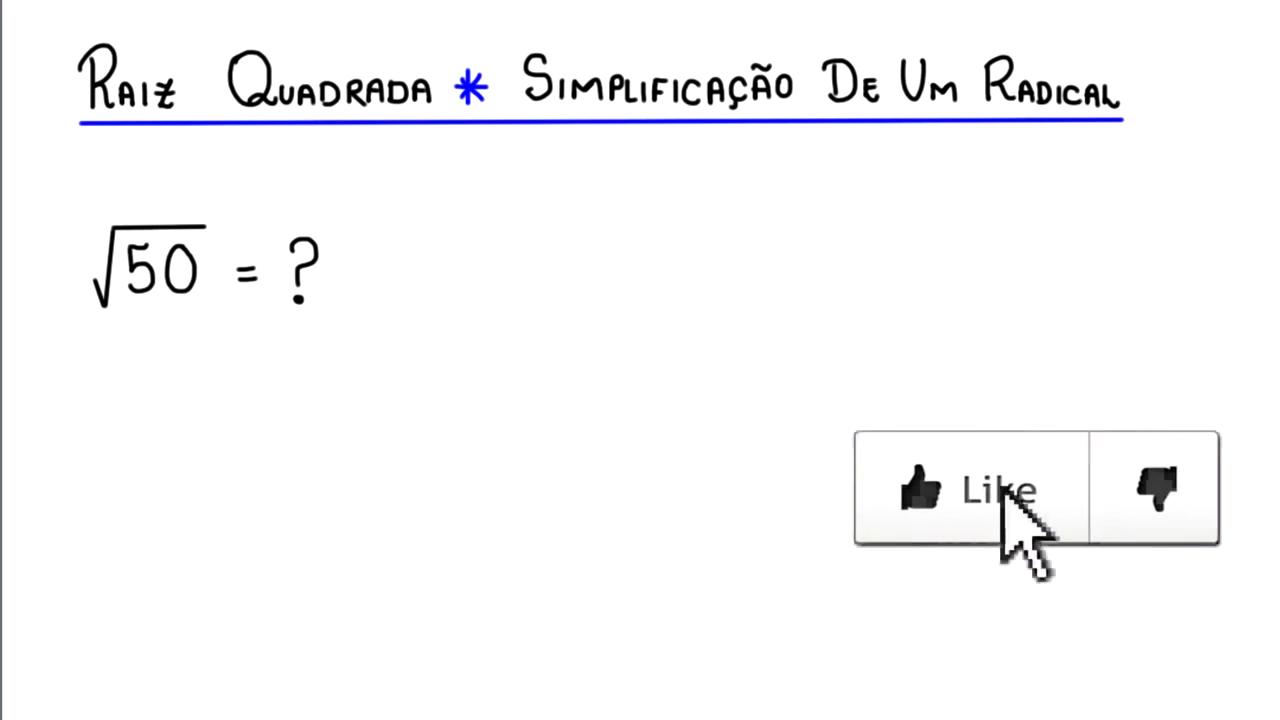 RAIZ QUADRADA * SIMPLIFICAÇÃO DE UM RADICAL
√50 = ?
Like